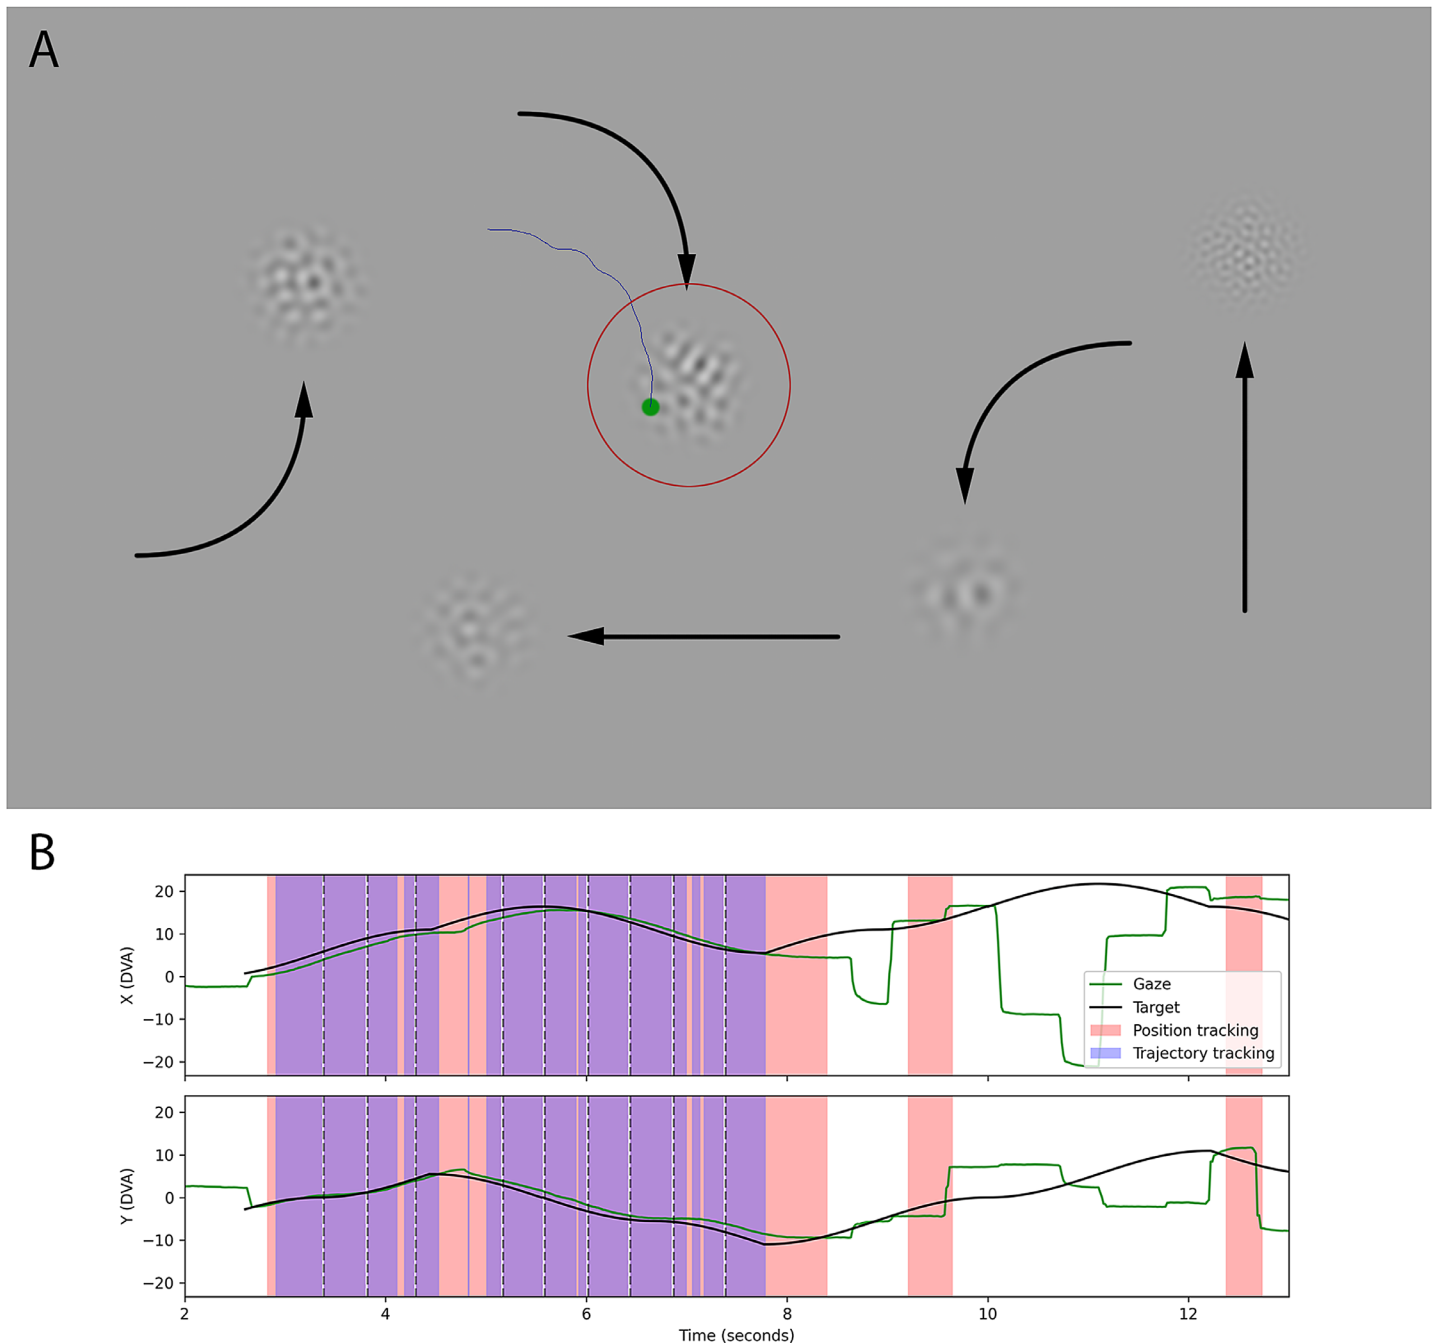 A
B
20
10
0
−10
−20
X (DVA)
Gaze
Target
Position tracking
Trajectory tracking
20
10
0
−10
−20
Y (DVA)
2 4 6 8 10 12
Time (seconds)